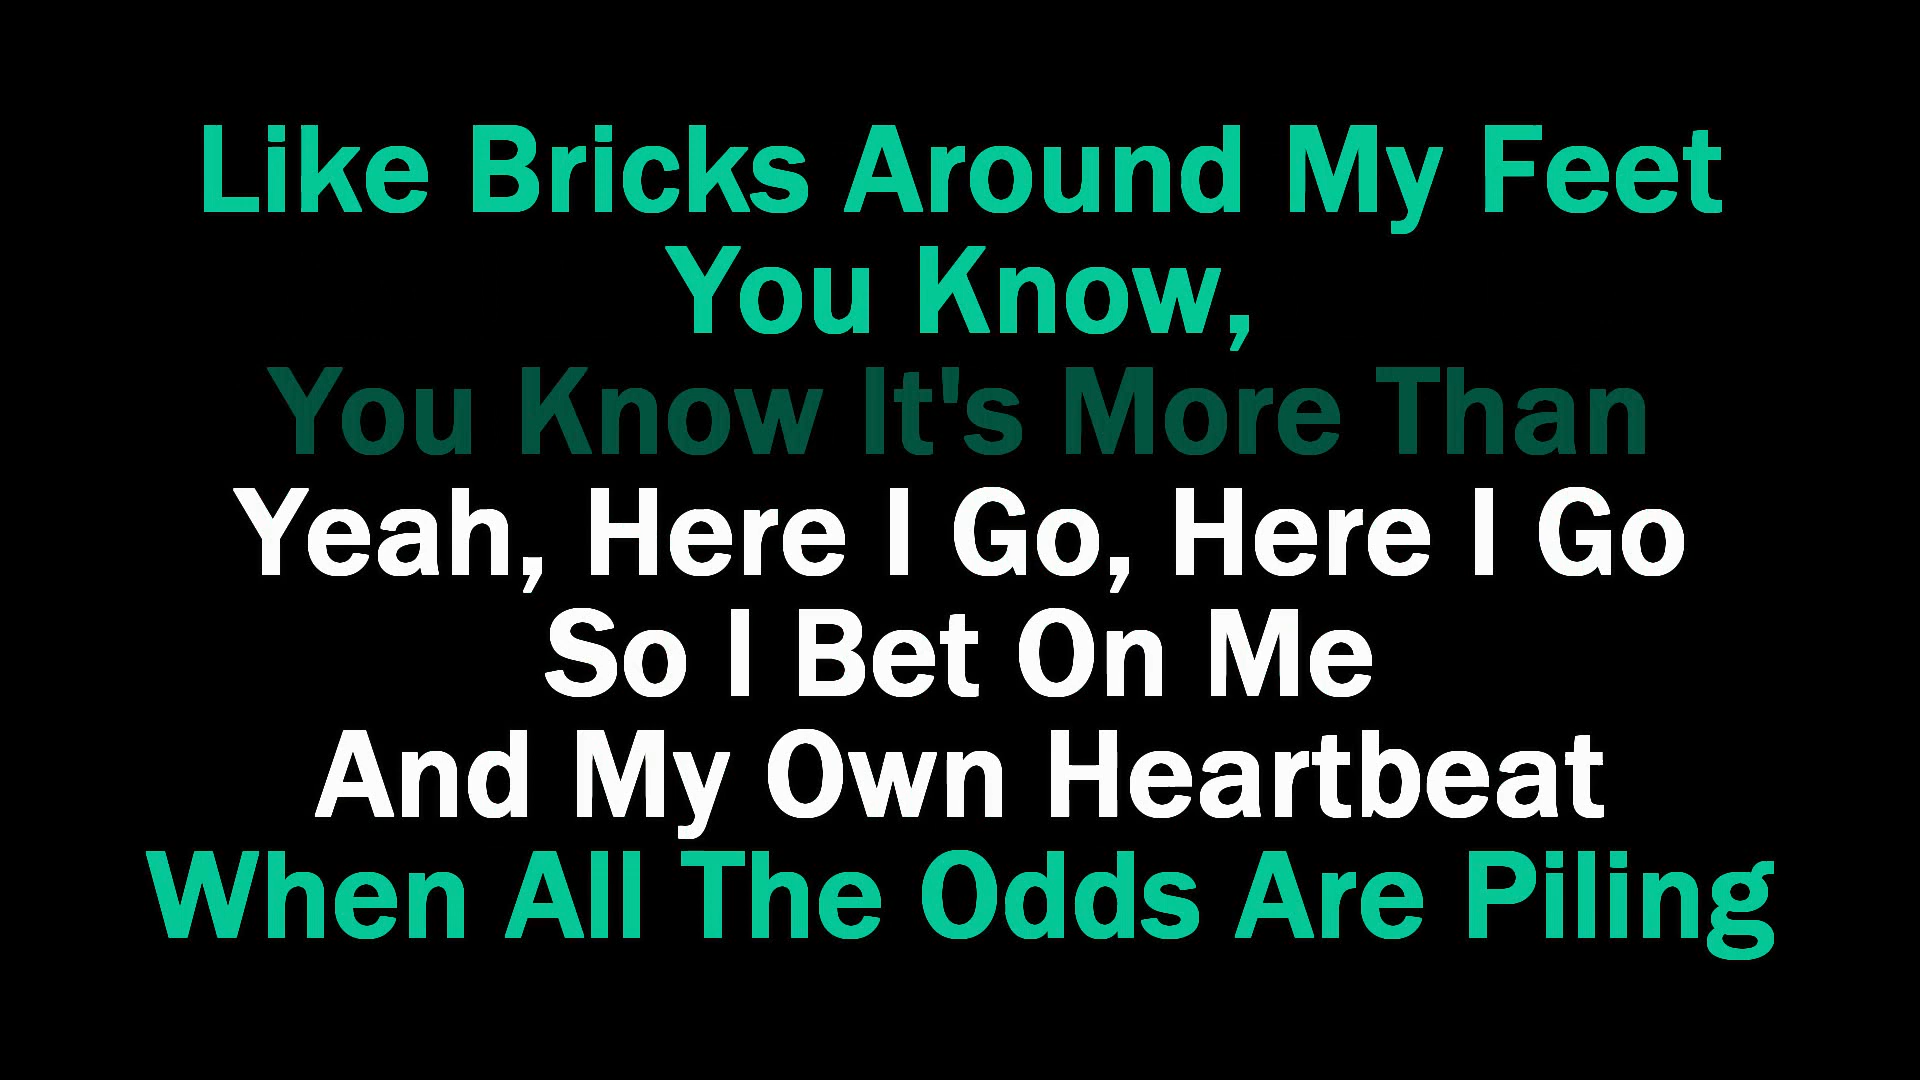 Like Bricks Around My Feet
You Know,
You Know It's More Than
Yeah, Here I Go, Here I Go
So I Bet On Me
And My Own Heartbeat
When All The Odds Are Piling